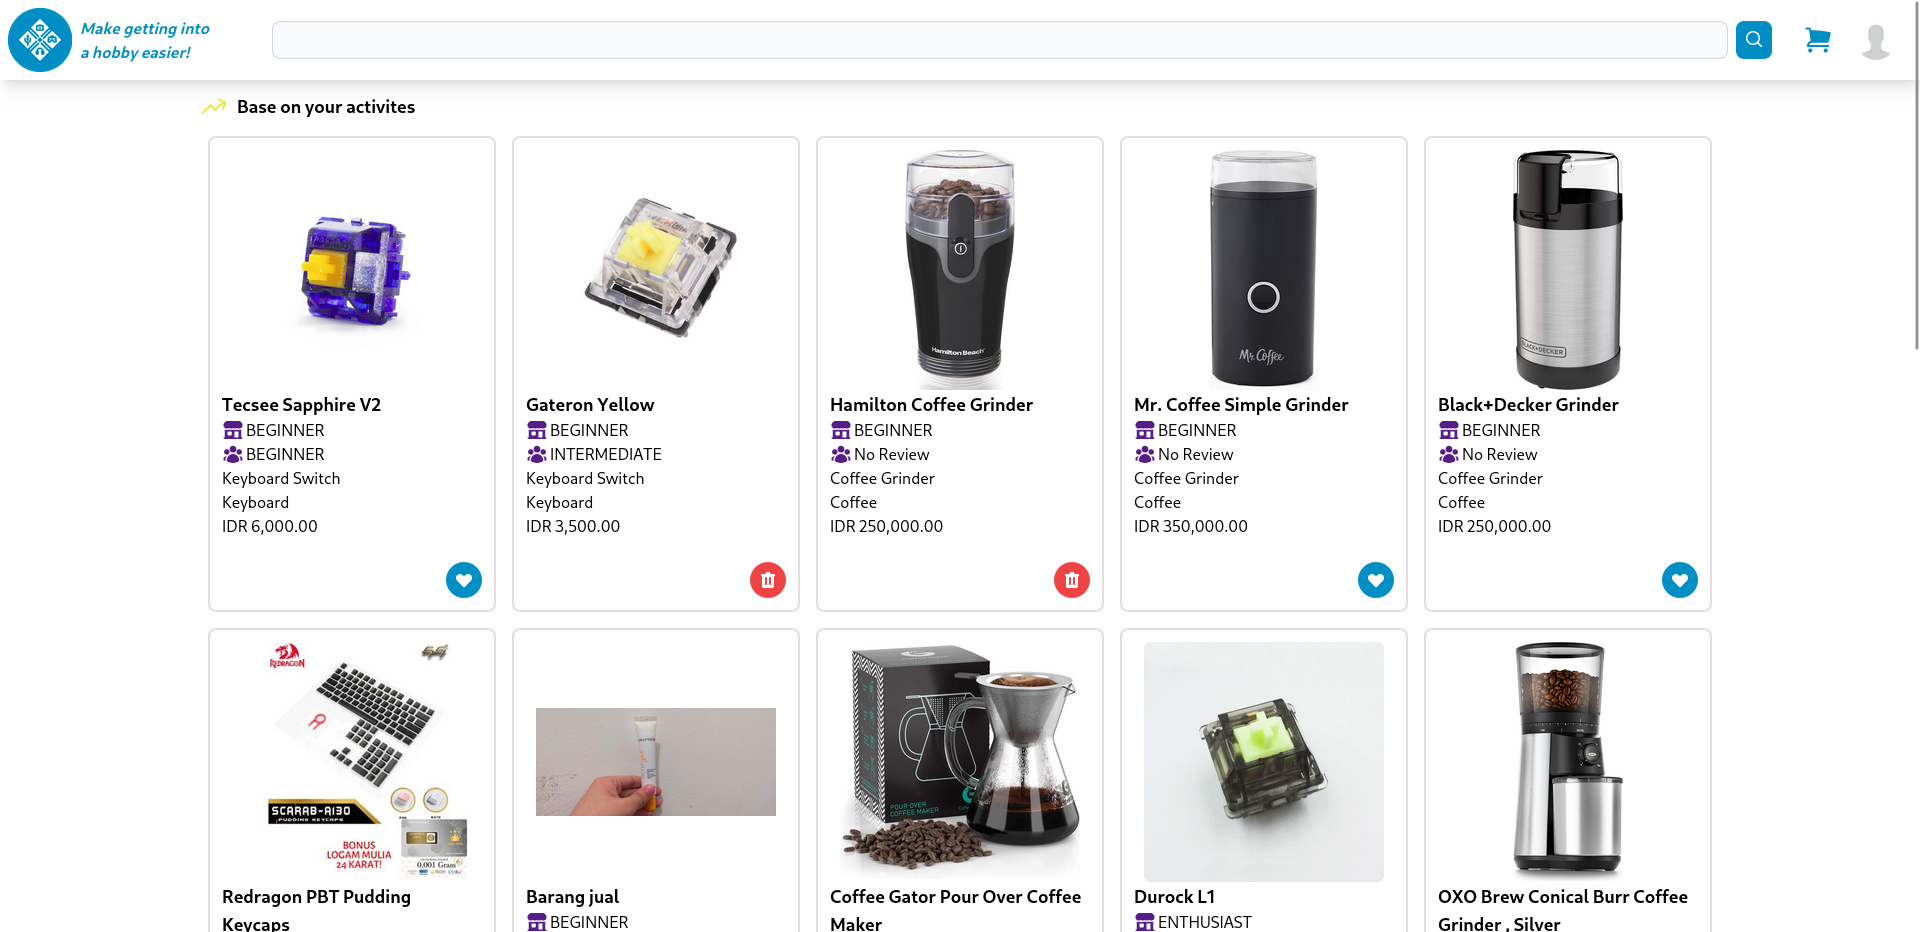 Make getting into
a hobby easier!
Base on your activites
Hamilton Beach
Mr. Coffee
BLACK+DECKER
Tecsee Sapphire V2
Gateron Yellow
Hamilton Coffee Grinder
Mr. Coffee Simple Grinder
Black+Decker Grinder
BEGINNER
BEGINNER
BEGINNER
BEGINNER
BEGINNER
BEGINNER
INTERMEDIATE
No Review
No Review
No Review
Keyboard Switch
Keyboard Switch
Coffee Grinder
Coffee Grinder
Coffee Grinder
Keyboard
Keyboard
Coffee
Coffee
Coffee
IDR 6,000.00
IDR 3,500.00
IDR 250,000.00
IDR 350,000.00
IDR 250,000.00
REDRAGON
SCARAB-A130
PUDDING KEYCAPS
BONUS
LOGAM MULIA
24 KARAT!
0,001 Gram
POUR-OVER
COFFEE MAKER
Redragon PBT Pudding
Keycaps
Barang jual
BEGINNER
Coffee Gator Pour Over Coffee
Maker
Durock L1
ENTHUSIAST
OXO Brew Conical Burr Coffee
Grinder , Silver